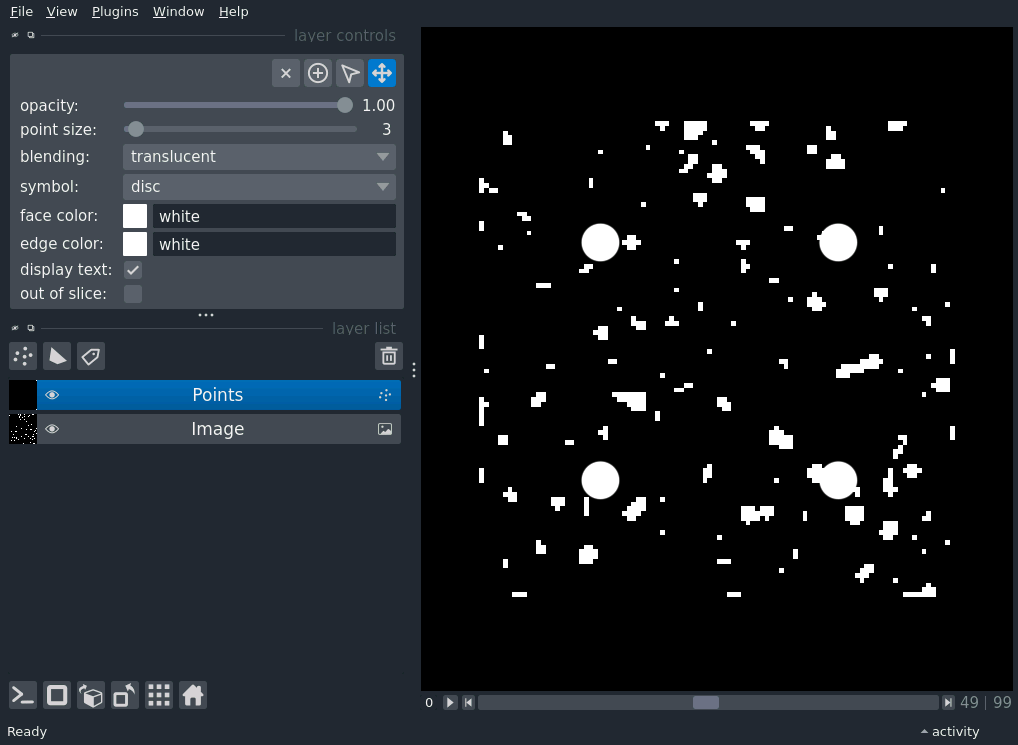 File View Plugins Window Help
layer controls
opacity: 1.00
point size: 3
blending: translucent
symbol: disc
face color: white
edge color: white
display text:
out of slice:
layer list
Points
Image
0 49 | 99
Ready activity